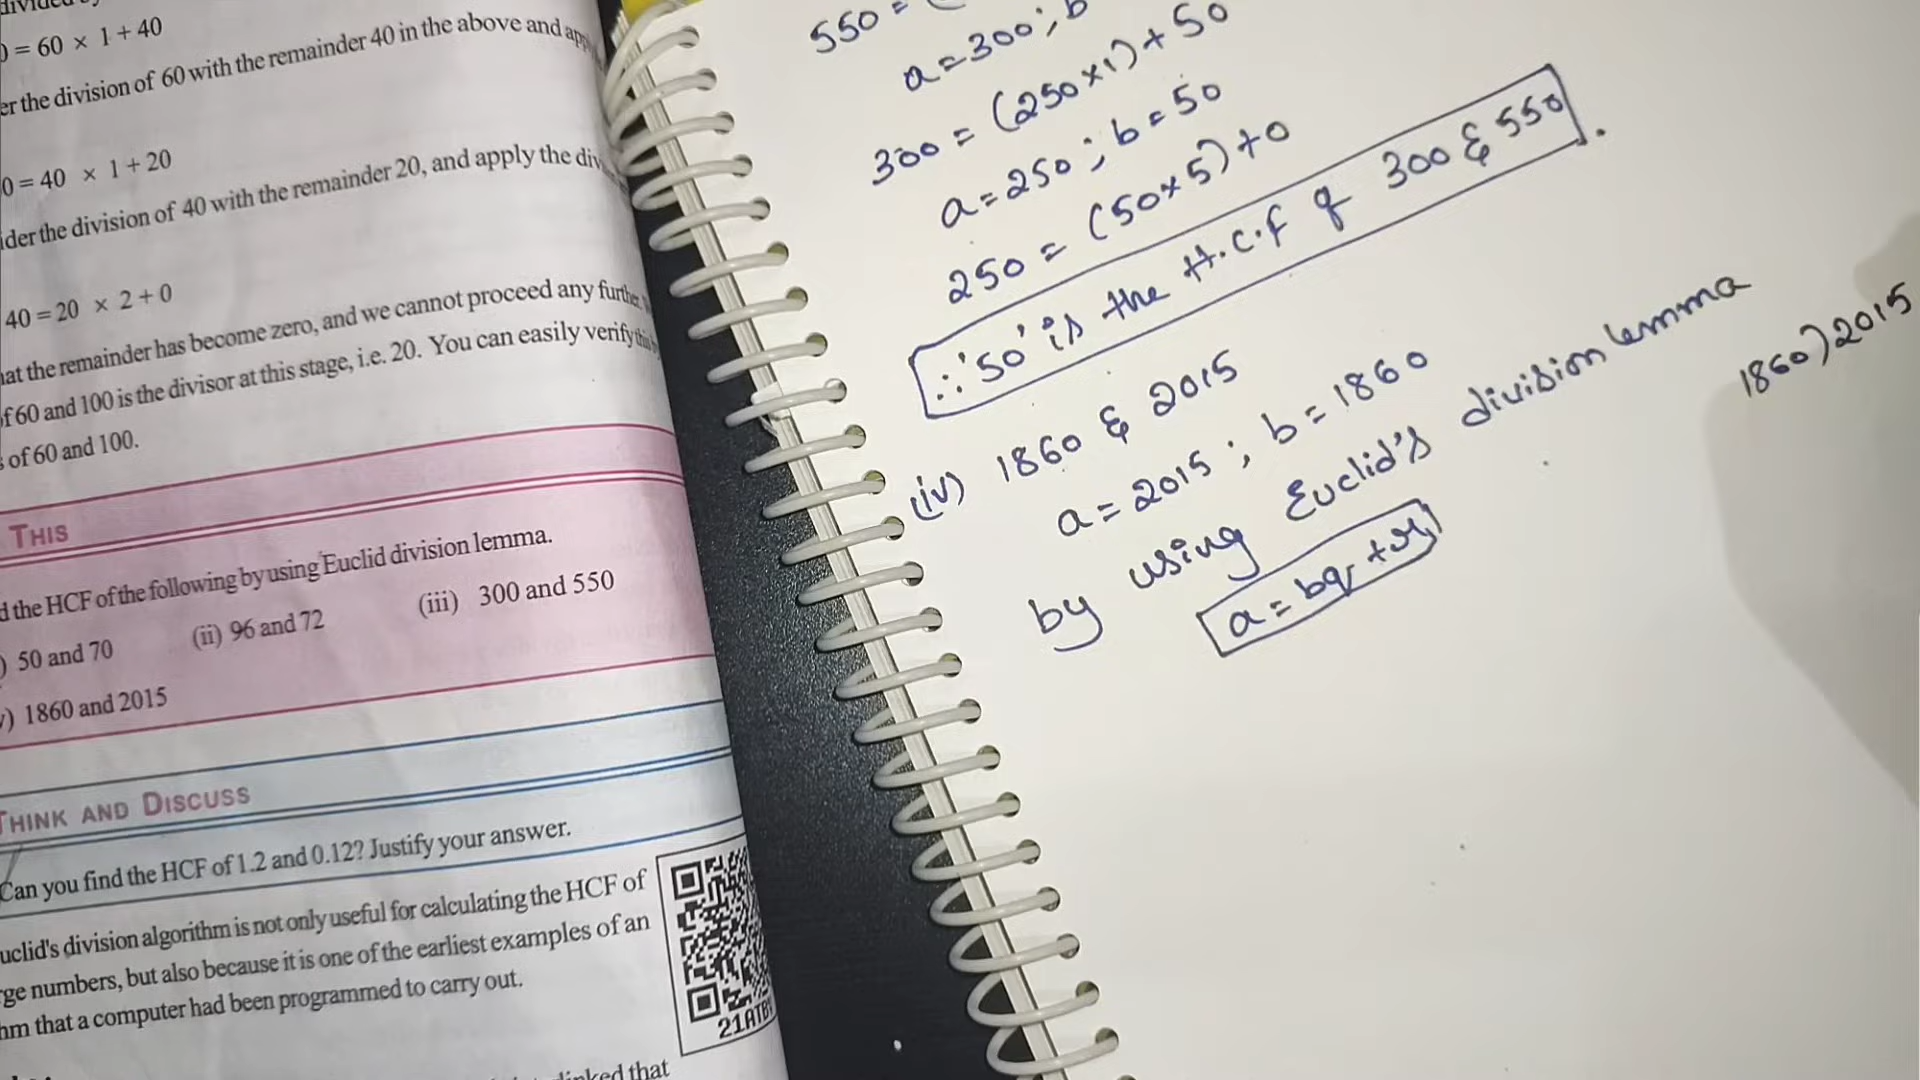 = 60 × 1 + 40
er the division of 60 with the remainder 40 in the above and
0 = 40 × 1 + 20
ider the division of 40 with the remainder 20, and apply the
40 = 20 × 2 + 0
hat the remainder has become zero, and we cannot proceed any
of 60 and 100 is the divisor at this stage, i.e. 20. You can easily verify
of 60 and 100.
THIS
d the HCF of the following by using Euclid division lemma.
) 50 and 70 (ii) 96 and 72 (iii) 300 and 550
v) 1860 and 2015
THINK AND DISCUSS
Can you find the HCF of 1.2 and 0.12? Justify your answer.
uclid's division algorithm is not only useful for calculating the HCF of
rge numbers, but also because it is one of the earliest examples of an
hm that a computer had been programmed to carry out.
21ATB
that
550 = (
a = 300 ; b
300 = (250 × 1) + 50
a = 250 ; b = 50
250 = (50 × 5) + 0
∴ '50' is the H.C.F of 300 & 550.
(iv) 1860 & 2015
a = 2015 ; b = 1860
by using Euclid's division lemma
a = bq + r
1860)2015